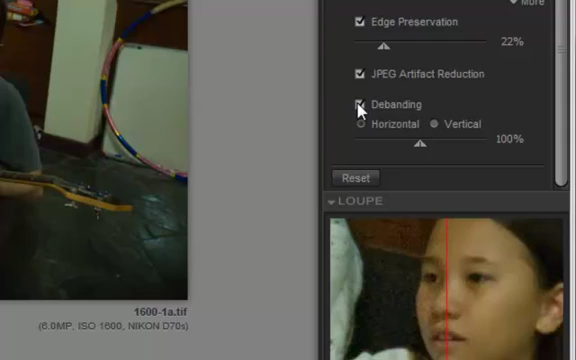 More
Edge Preservation
22%
JPEG Artifact Reduction
Debanding
Horizontal Vertical
100%
Reset
LOUPE
1600-1a.tif
(6.0MP, ISO 1600, NIKON D70s)